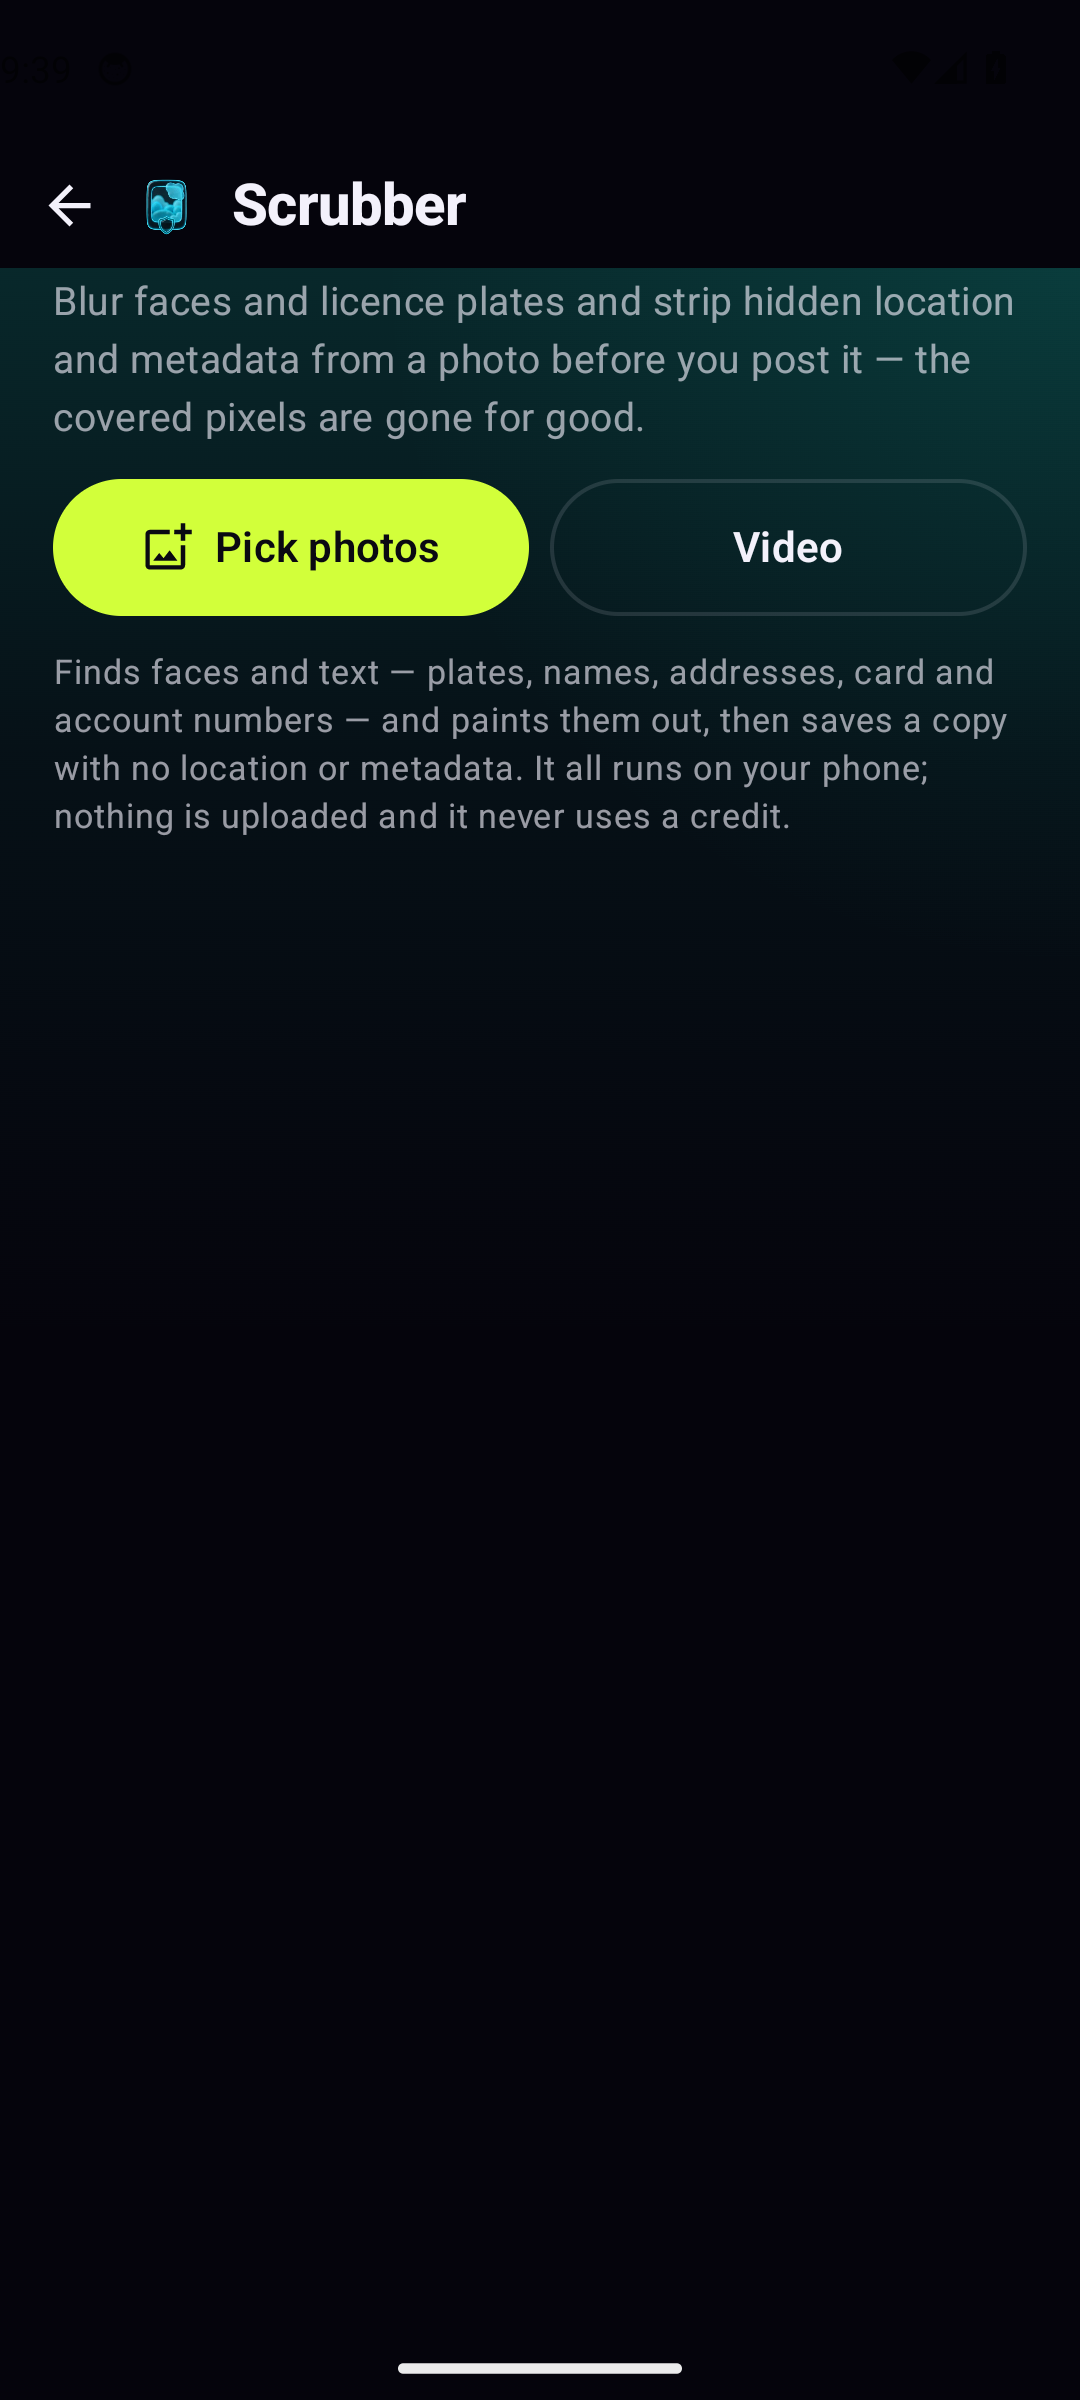 9:39
Scrubber
Blur faces and licence plates and strip hidden location
and metadata from a photo before you post it — the
covered pixels are gone for good.
Pick photos
Video
Finds faces and text — plates, names, addresses, card and
account numbers — and paints them out, then saves a copy
with no location or metadata. It all runs on your phone;
nothing is uploaded and it never uses a credit.